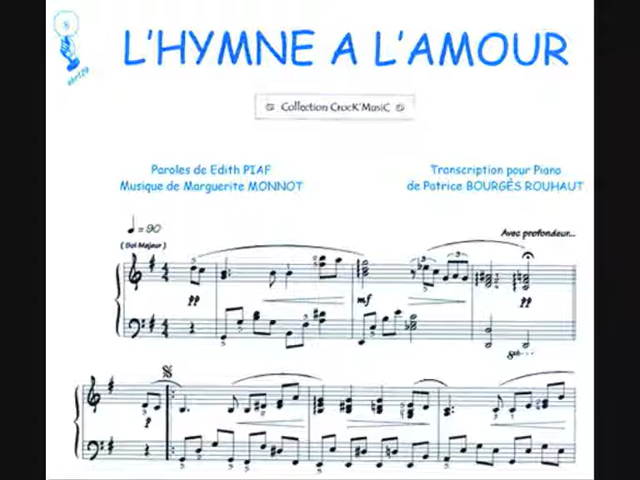 L'HYMNE A L'AMOUR
Collection CrocK'MusiC
Paroles de Edith PIAF
Musique de Marguerite MONNOT
Transcription pour Piano
de Patrice BOURGÈS ROUHAUT
= 90
(Sol Majeur)
Avec profondeur...
pp
mf
pp
8va
p